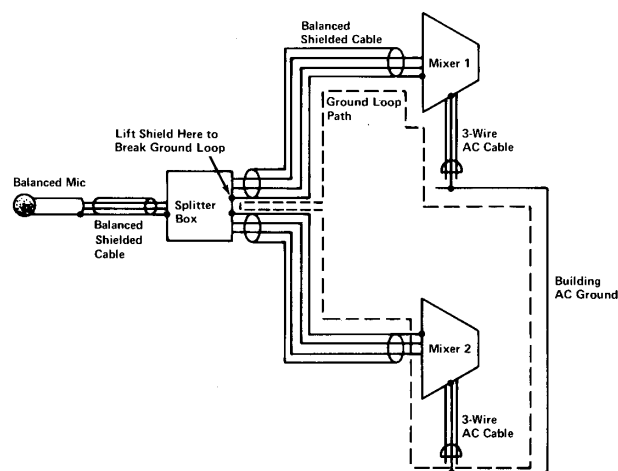 Balanced
Shielded Cable
Mixer 1
Ground Loop
Path
3-Wire
AC Cable
Lift Shield Here to
Break Ground Loop
Balanced Mic
Splitter
Box
Balanced
Shielded
Cable
Building
AC Ground
Mixer 2
3-Wire
AC Cable